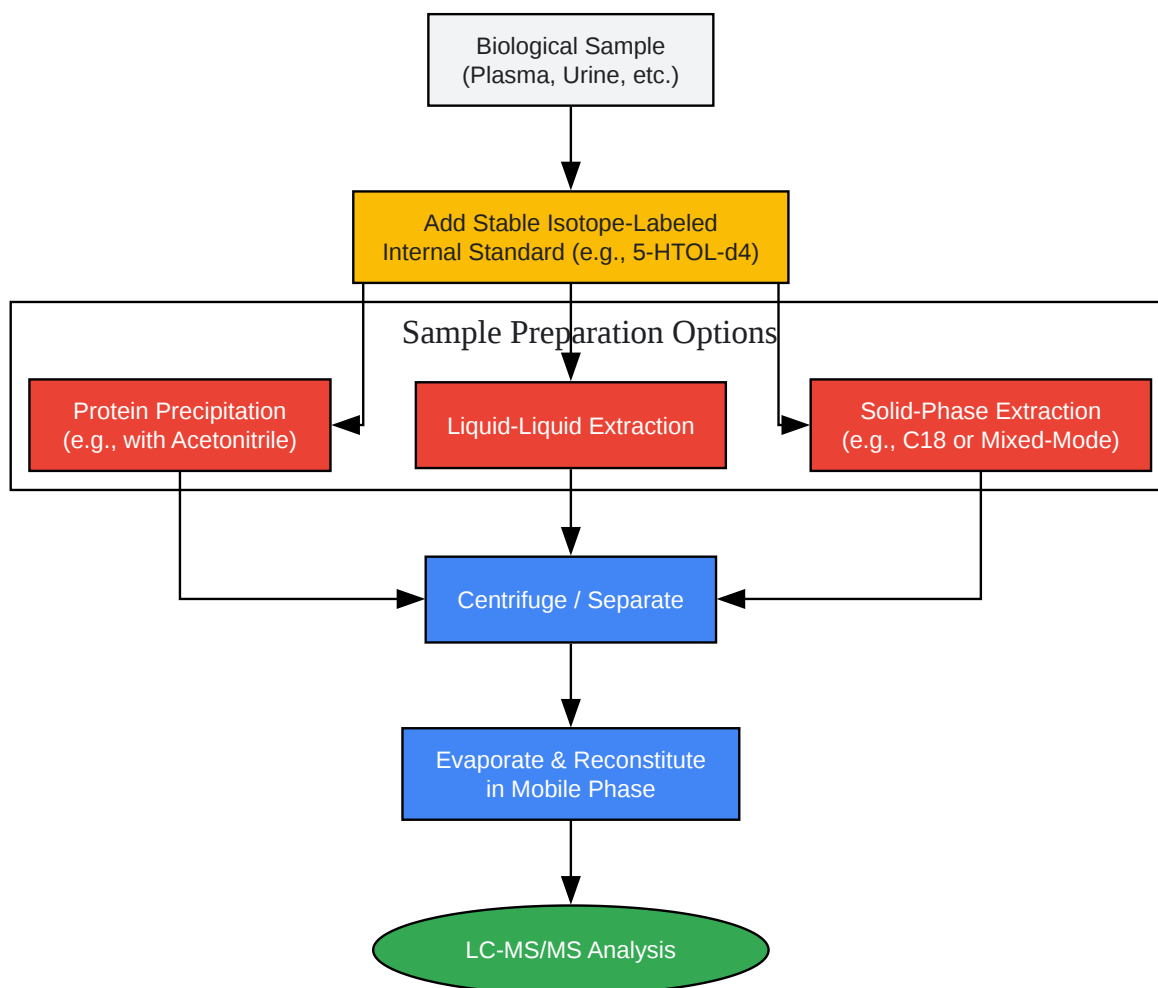 Biological Sample
(Plasma, Urine, etc.)
Add Stable Isotope-Labeled
Internal Standard (e.g., 5-HTOL-d4)
Sample Preparation Options
Protein Precipitation
(e.g., with Acetonitrile)
Liquid-Liquid Extraction
Solid-Phase Extraction
(e.g., C18 or Mixed-Mode)
Centrifuge / Separate
Evaporate & Reconstitute
in Mobile Phase
LC-MS/MS Analysis